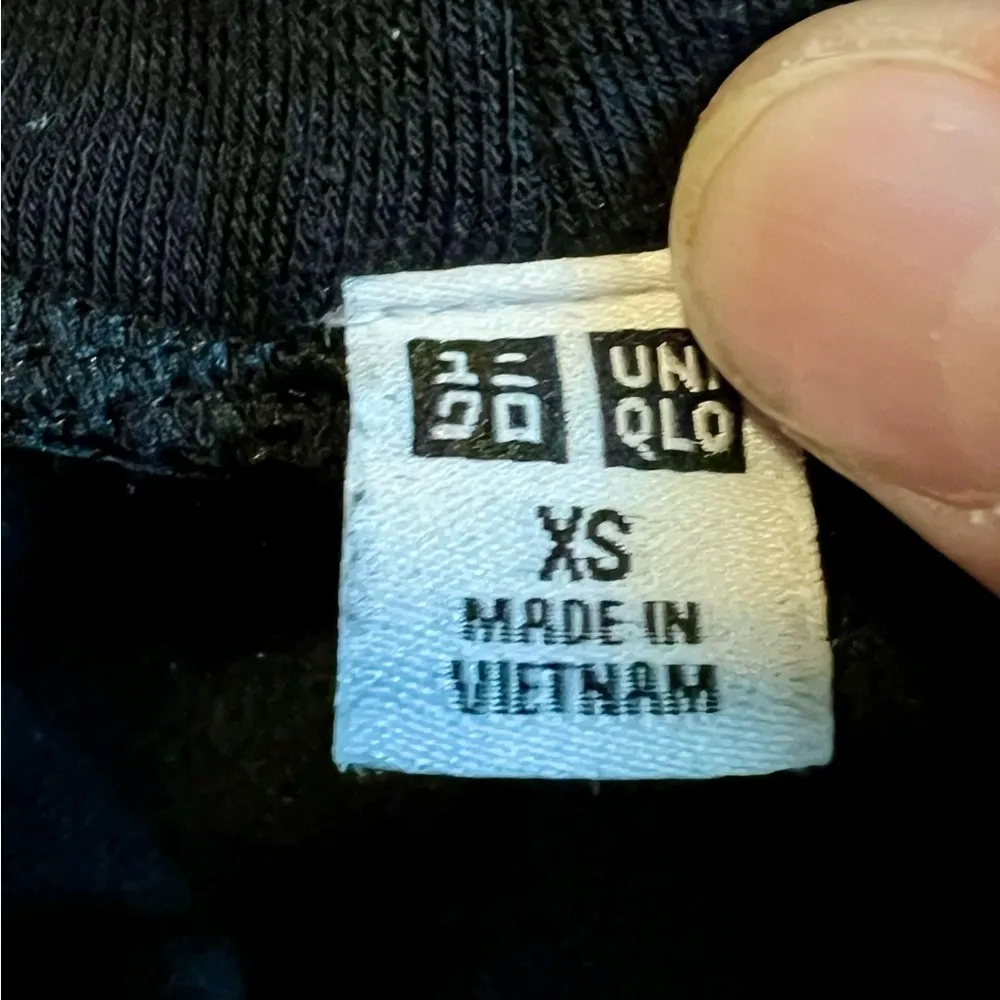 ユニ UNI
クロ QLO
XS
MADE IN
VIETNAM